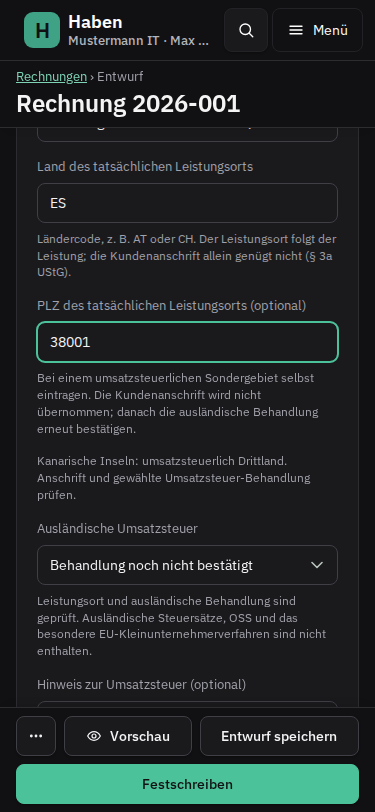 H
Haben
Mustermann IT · Max ...
Menü
Rechnungen › Entwurf
Rechnung 2026-001
Land des tatsächlichen Leistungsorts
ES
Ländercode, z. B. AT oder CH. Der Leistungsort folgt der
Leistung; die Kundenanschrift allein genügt nicht (§ 3a
UStG).
PLZ des tatsächlichen Leistungsorts (optional)
38001
Bei einem umsatzsteuerlichen Sondergebiet selbst
eintragen. Die Kundenanschrift wird nicht
übernommen; danach die ausländische Behandlung
erneut bestätigen.
Kanarische Inseln: umsatzsteuerlich Drittland.
Anschrift und gewählte Umsatzsteuer-Behandlung
prüfen.
Ausländische Umsatzsteuer
Behandlung noch nicht bestätigt
Leistungsort und ausländische Behandlung sind
geprüft. Ausländische Steuersätze, OSS und das
besondere EU-Kleinunternehmerverfahren sind nicht
enthalten.
Hinweis zur Umsatzsteuer (optional)
Vorschau
Entwurf speichern
Festschreiben